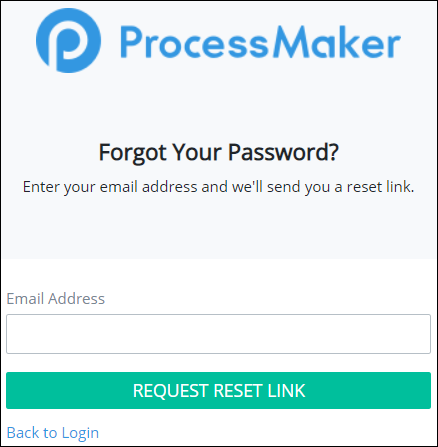 ProcessMaker
Forgot Your Password?
Enter your email address and we'll send you a reset link.
Email Address
REQUEST RESET LINK
Back to Login